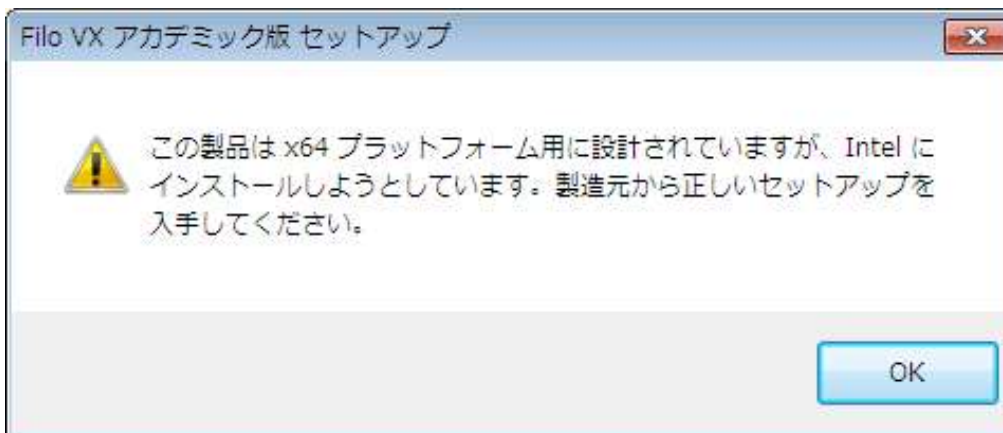 Filo VX アカデミック版 セットアップ
この製品は x64 プラットフォーム用に設計されていますが、Intel に
インストールしようとしています。製造元から正しいセットアップを
入手してください。
OK